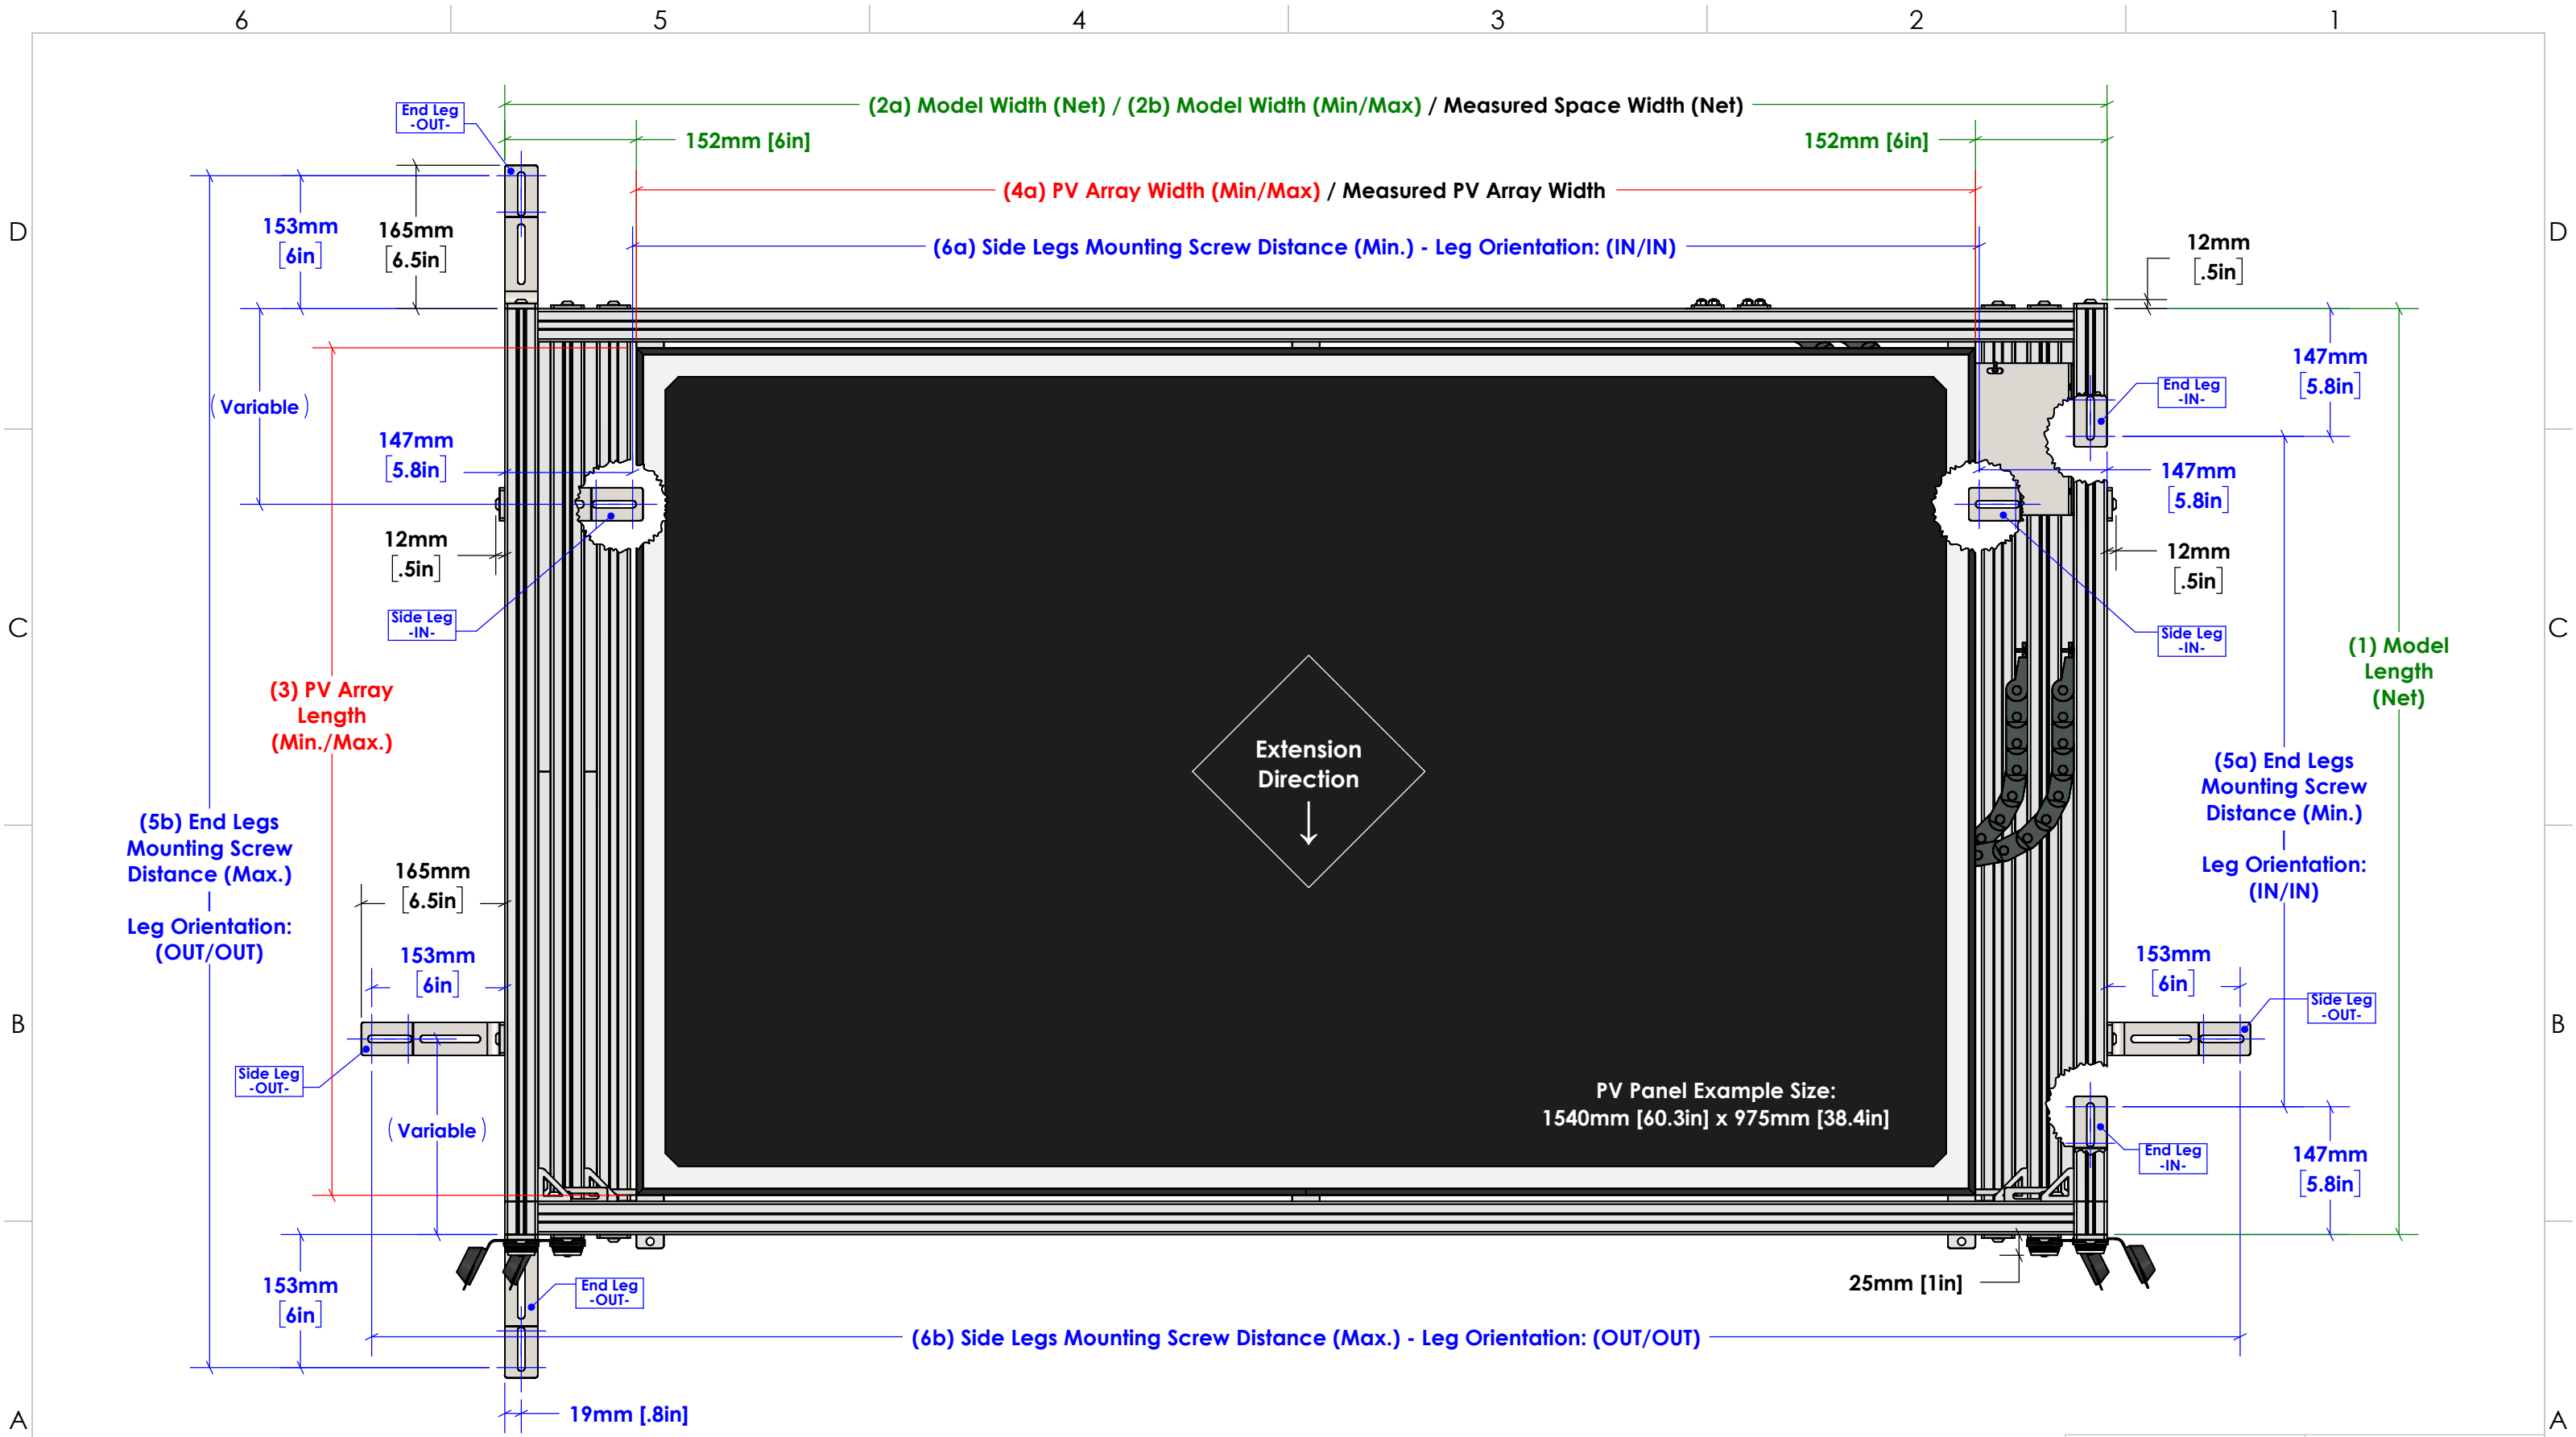 6 5 4 3 2 1
End Leg
-OUT-
(2a) Model Width (Net) / (2b) Model Width (Min/Max) / Measured Space Width (Net)
152mm [6in]
152mm [6in]
(4a) PV Array Width (Min/Max) / Measured PV Array Width
D
153mm
[6in]
165mm
[6.5in]
(6a) Side Legs Mounting Screw Distance (Min.) - Leg Orientation: (IN/IN)
12mm
[.5in]
D
147mm
[5.8in]
End Leg
-IN-
(Variable)
147mm
[5.8in]
147mm
[5.8in]
12mm
[.5in]
12mm
[.5in]
Side Leg
-IN-
Side Leg
-IN-
C
C
(1) Model
Length
(Net)
(3) PV Array
Length
(Min./Max.)
Extension
Direction
(5a) End Legs
Mounting Screw
Distance (Min.)
Leg Orientation:
(IN/IN)
(5b) End Legs
Mounting Screw
Distance (Max.)
Leg Orientation:
(OUT/OUT)
165mm
[6.5in]
153mm
[6in]
153mm
[6in]
Side Leg
-OUT-
B
B
Side Leg
-OUT-
(Variable)
PV Panel Example Size:
1540mm [60.3in] x 975mm [38.4in]
End Leg
-IN-
147mm
[5.8in]
153mm
[6in]
End Leg
-OUT-
25mm [1in]
(6b) Side Legs Mounting Screw Distance (Max.) - Leg Orientation: (OUT/OUT)
A
19mm [.8in]
A